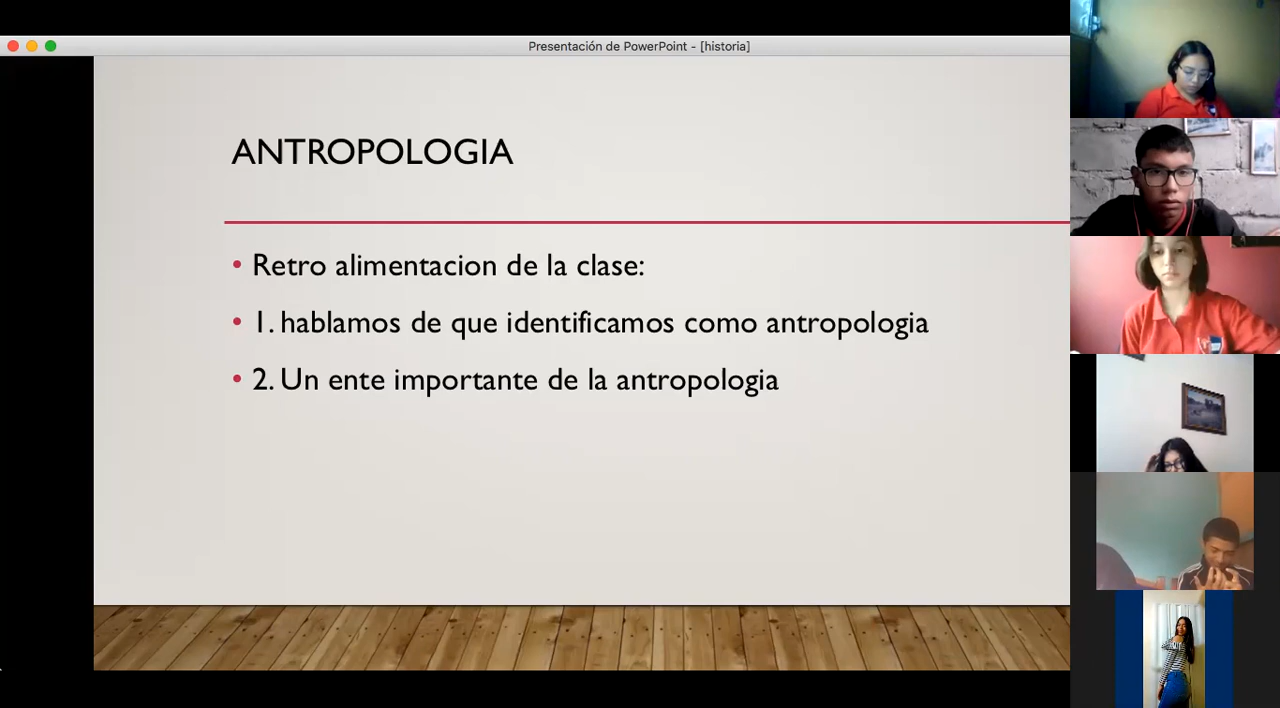 Presentación de PowerPoint - [historia]
ANTROPOLOGIA
• Retro alimentacion de la clase:
• 1. hablamos de que identificamos como antropologia
• 2. Un ente importante de la antropologia